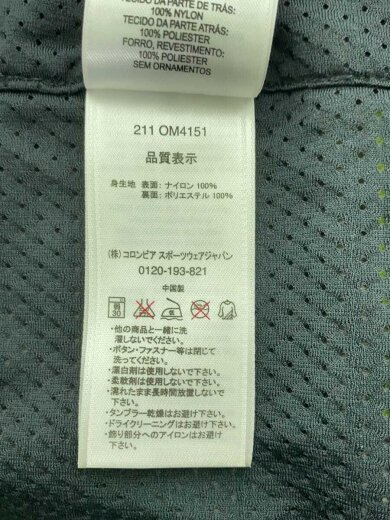 TECIDO DA PARTE DE TRÁS:
100% NYLON
TECIDO DA PARTE ATRÁS:
100% POLIESTER
FORRO, REVESTIMENTO:
100% POLIESTER
SEM ORNAMENTOS
211 OM4151
品質表示
身生地 表面: ナイロン 100%
裏面: ポリエステル 100%
(株) コロンビア スポーツウェアジャパン
0120-193-821
中国製
弱
30
・他の商品と一緒に洗
濯しないでください。
・ボタン・ファスナー等は閉じて
洗ってください。
・漂白剤は使用しないで下さい。
・柔軟剤は使用しないで下さい。
・濡れたまま長時間放置しないで
下さい。
・タンブラー乾燥はお避け下さい。
・ドライクリーニングはお避け下さい。
・飾り部分へのアイロンはお避け
下さい。